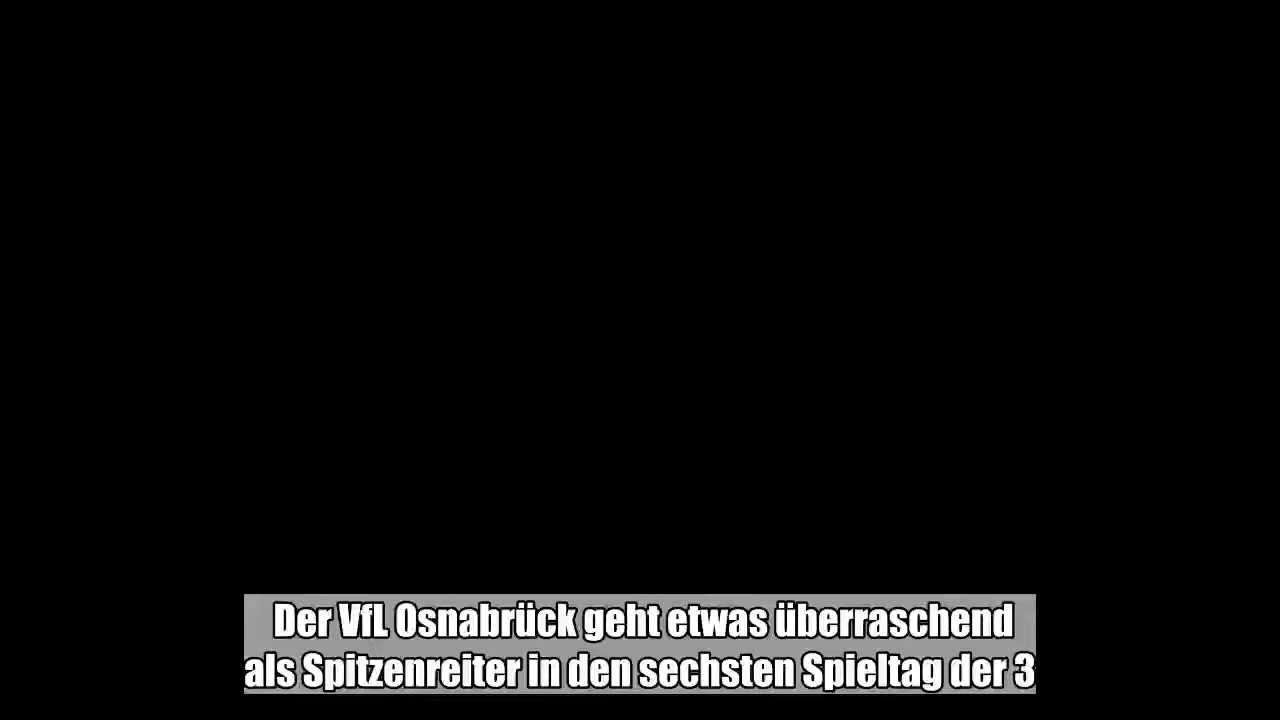 Der VfL Osnabrück geht etwas überraschend
als Spitzenreiter in den sechsten Spieltag der 3